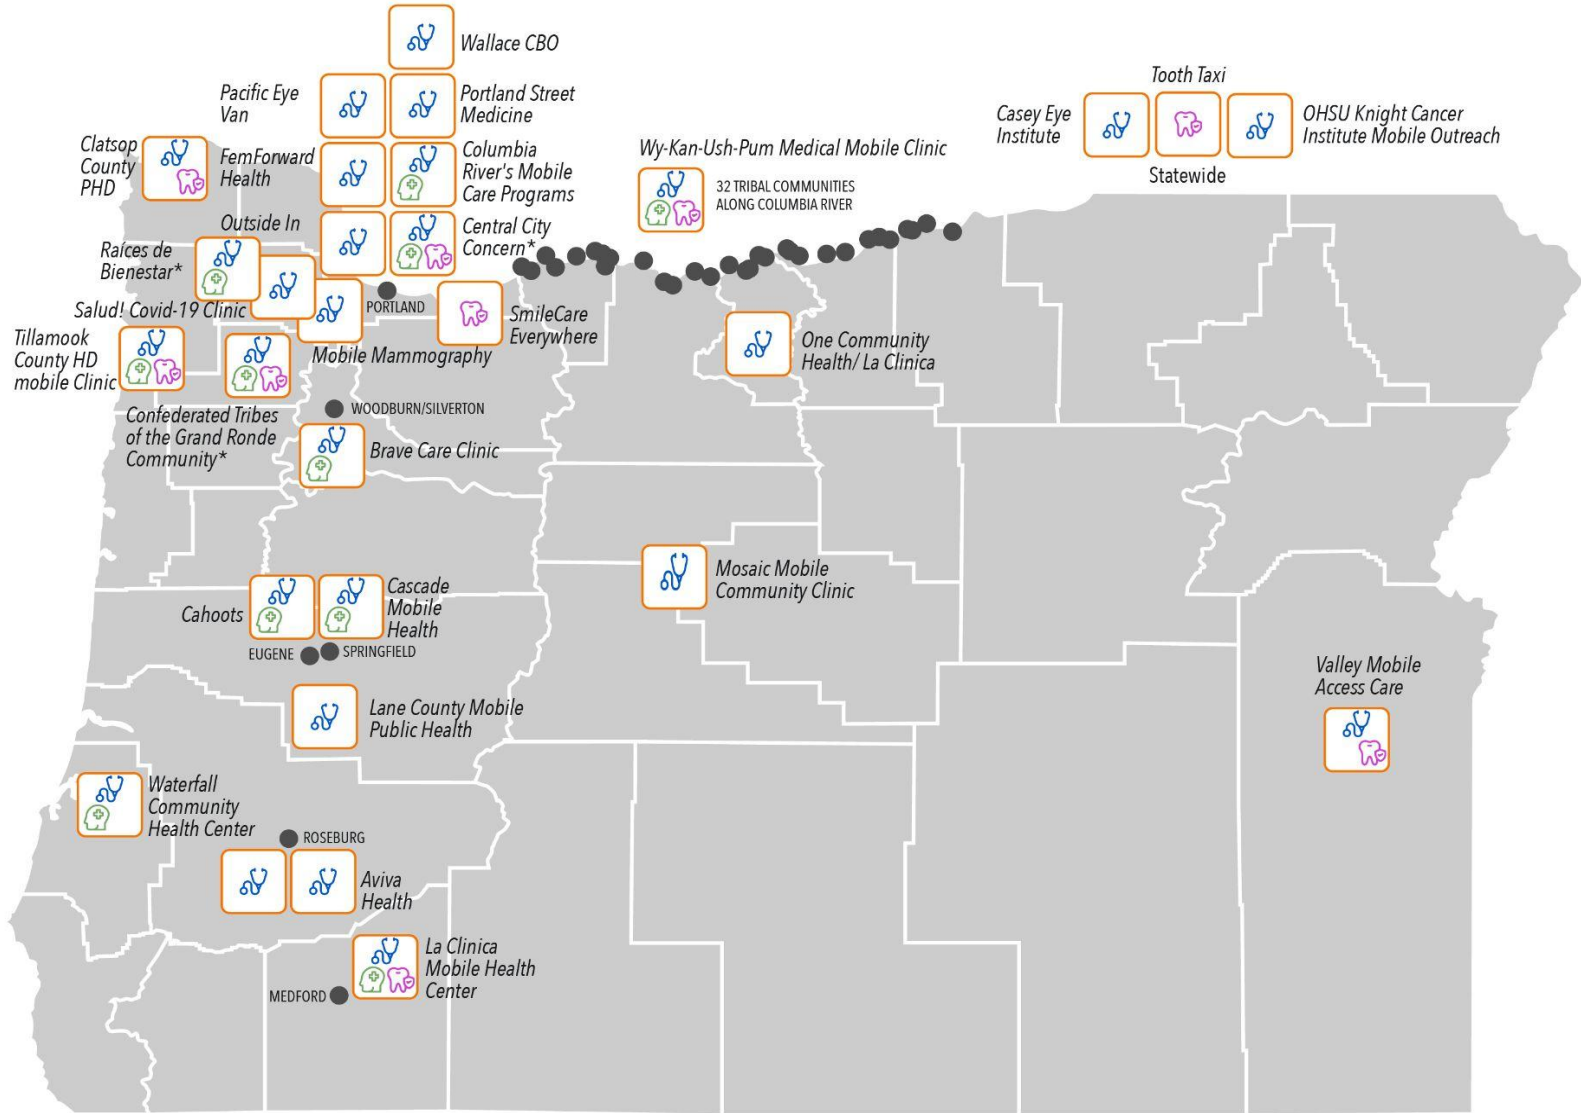 Wallace CBO
Pacific Eye
Van
Portland Street
Medicine
Tooth Taxi
Casey Eye
Institute
OHSU Knight Cancer
Institute Mobile Outreach
Statewide
Clatsop
County
PHD
FemForward
Health
Columbia
River's Mobile
Care Programs
Wy-Kan-Ush-Pum Medical Mobile Clinic
32 TRIBAL COMMUNITIES
ALONG COLUMBIA RIVER
Outside In
Central City
Concern*
Raíces de
Bienestar*
Salud! Covid-19 Clinic
PORTLAND
SmileCare
Everywhere
Tillamook
County HD
mobile Clinic
Mobile Mammography
One Community
Health/ La Clinica
WOODBURN/SILVERTON
Confederated Tribes
of the Grand Ronde
Community*
Brave Care Clinic
Mosaic Mobile
Community Clinic
Cahoots
Cascade
Mobile
Health
EUGENE
SPRINGFIELD
Valley Mobile
Access Care
Lane County Mobile
Public Health
Waterfall
Community
Health Center
ROSEBURG
Aviva
Health
La Clinica
Mobile Health
Center
MEDFORD